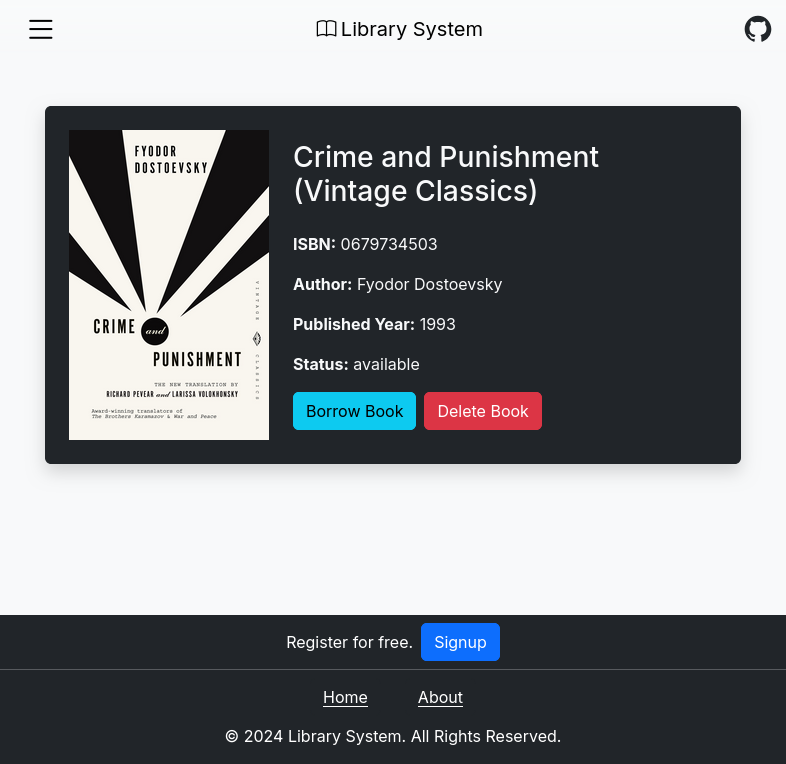 Library System
FYODOR
DOSTOEVSKY
VINTAGE
CRIME and
PUNISHMENT
CLASSICS
THE NEW TRANSLATION BY
RICHARD PEVEAR and LARISSA VOLOKHONSKY
Award-winning translators of
The Brothers Karamazov & War and Peace
Crime and Punishment
(Vintage Classics)
ISBN: 0679734503
Author: Fyodor Dostoevsky
Published Year: 1993
Status: available
Borrow Book Delete Book
Register for free. Signup
Home About
© 2024 Library System. All Rights Reserved.